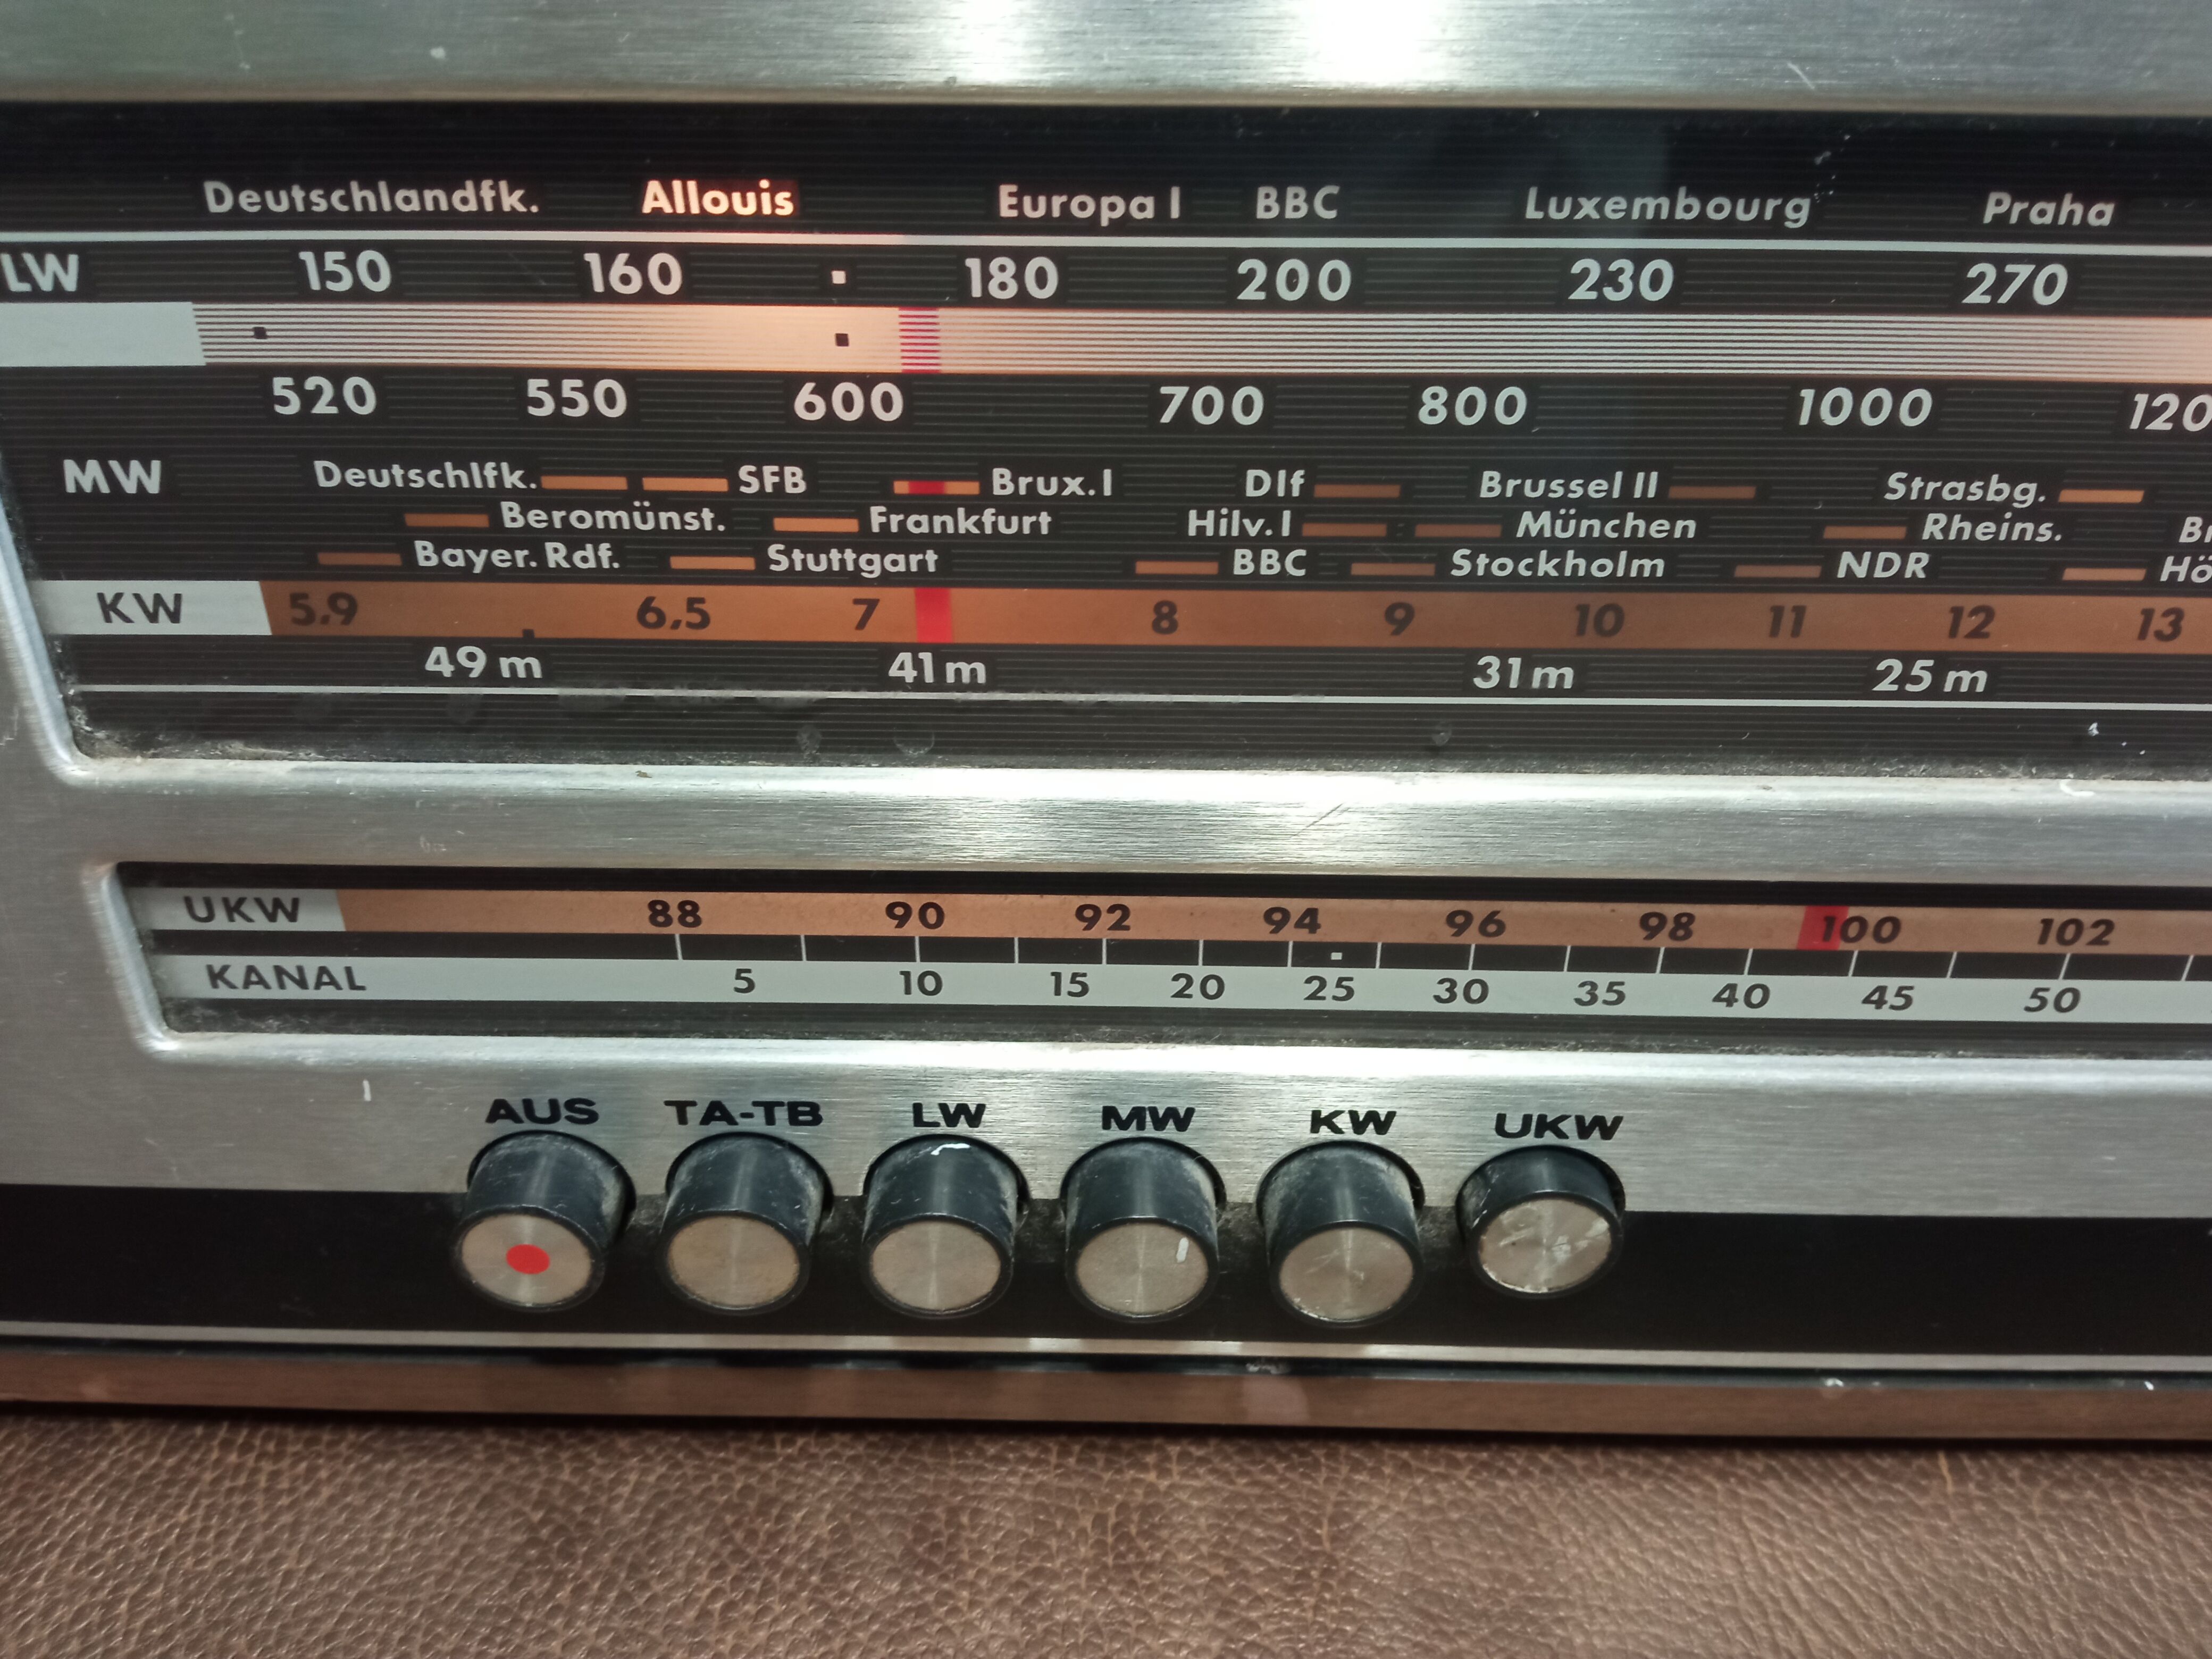 Deutschlandfk. Allouis Europa I BBC Luxembourg Praha
LW 150 160 180 200 230 270
520 550 600 700 800 1000
MW Deutschlfk. SFB Brux. I Dlf Brussel II Strasbg.
Beromünst. Frankfurt Hilv. I München Rheins.
Bayer. Rdf. Stuttgart BBC Stockholm NDR
KW 5,9 6,5 7 8 9 10 11 12 13
49 m 41 m 31 m 25 m
UKW 88 90 92 94 96 98 100 102
KANAL 5 10 15 20 25 30 35 40 45 50
AUS TA-TB LW MW KW UKW